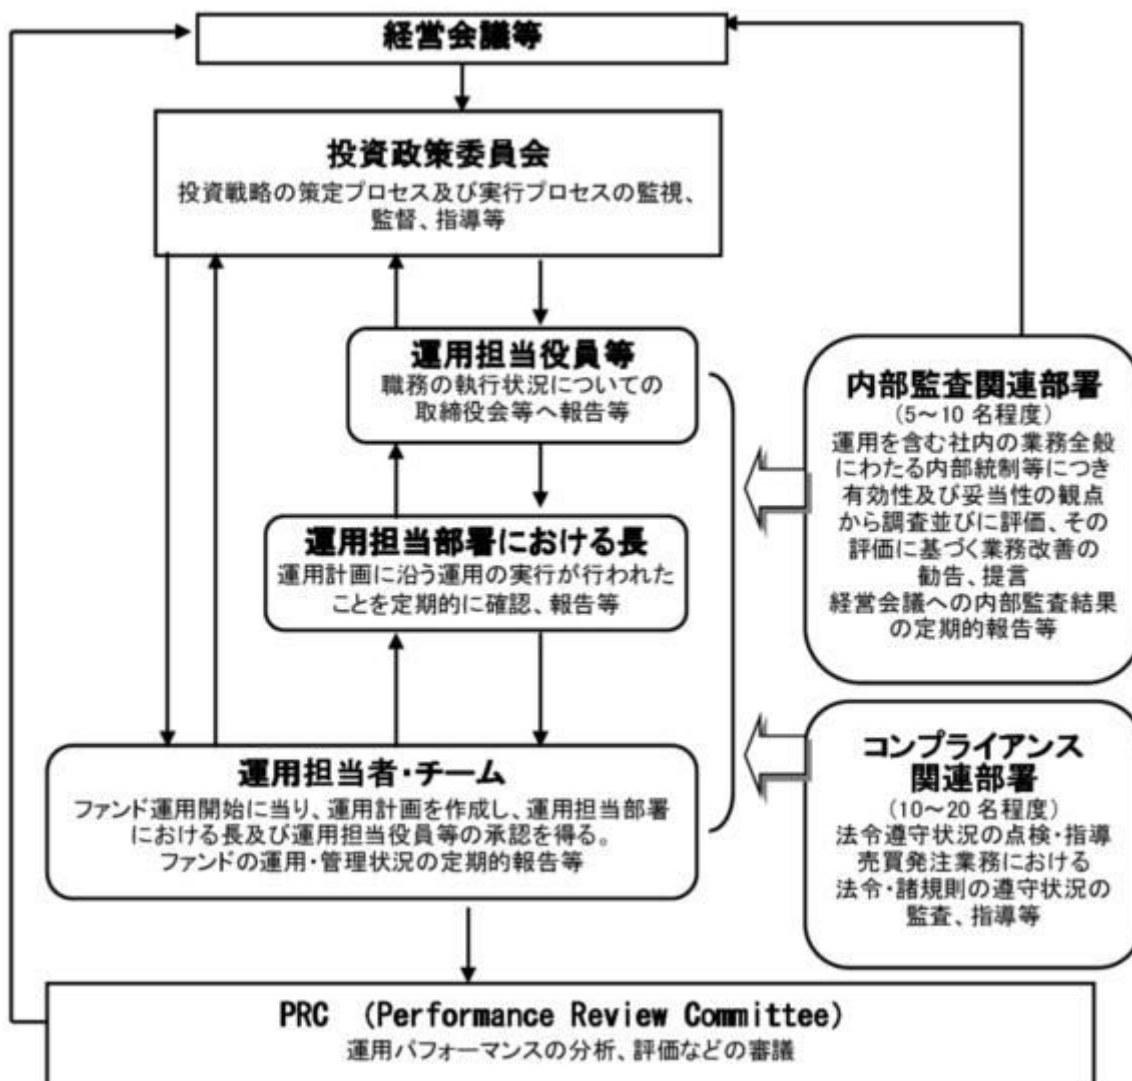 経営会議等
投資政策委員会
投資戦略の策定プロセス及び実行プロセスの監視、
監督、指導等
運用担当役員等
職務の執行状況についての
取締役会等へ報告等
運用担当部署における長
運用計画に沿う運用の実行が行われた
ことを定期的に確認、報告等
運用担当者・チーム
ファンド運用開始に当り、運用計画を作成し、運用担当部署
における長及び運用担当役員等の承認を得る。
ファンドの運用・管理状況の定期的報告等
内部監査関連部署
（5～10 名程度）
運用を含む社内の業務全般
にわたる内部統制等につき
有効性及び妥当性の観点
から調査並びに評価、その
評価に基づく業務改善の
勧告、提言
経営会議への内部監査結果
の定期的報告等
コンプライアンス
関連部署
（10～20 名程度）
法令遵守状況の点検・指導
売買発注業務における
法令・諸規則の遵守状況の
監査、指導等
PRC （Performance Review Committee）
運用パフォーマンスの分析、評価などの審議